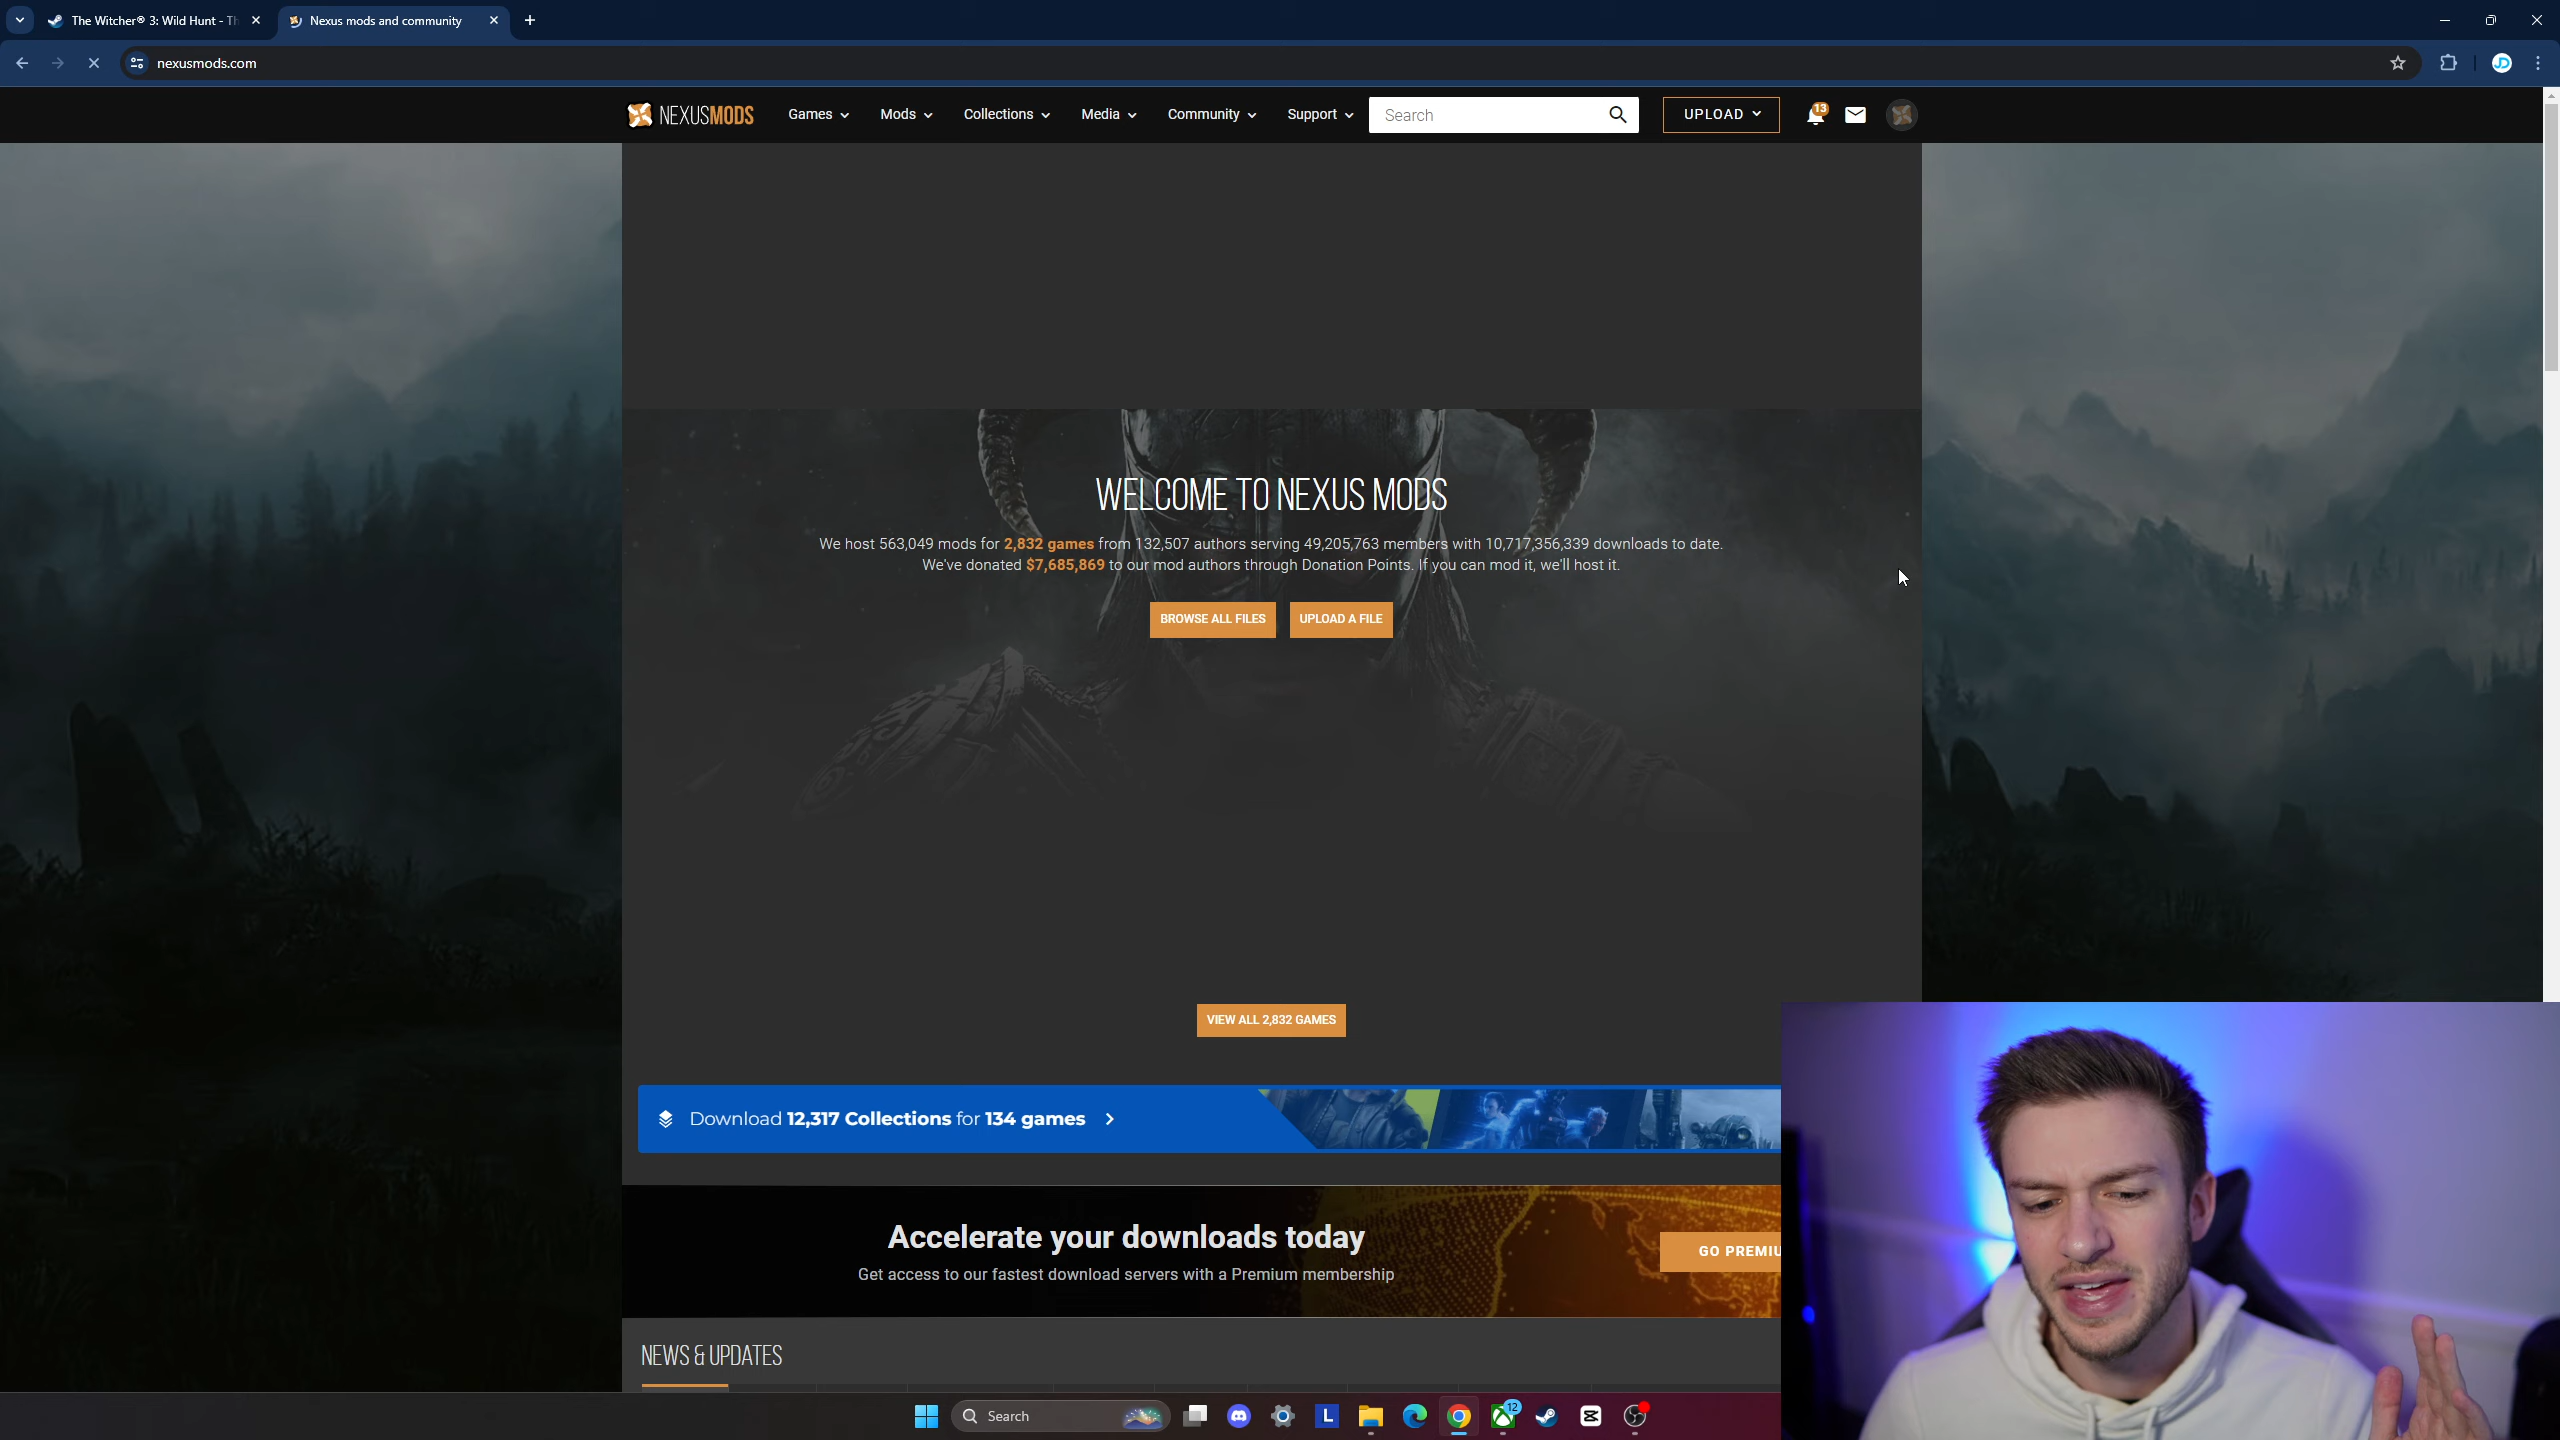 The Witcher® 3: Wild Hunt - Th
Nexus mods and community
nexusmods.com
NEXUSMODS
Games
Mods
Collections
Media
Community
Support
Search
UPLOAD
13
WELCOME TO NEXUS MODS
We host 563,049 mods for 2,832 games from 132,507 authors serving 49,205,763 members with 10,717,356,339 downloads to date.
We've donated $7,685,869 to our mod authors through Donation Points. If you can mod it, we'll host it.
BROWSE ALL FILES
UPLOAD A FILE
VIEW ALL 2,832 GAMES
Download 12,317 Collections for 134 games
Accelerate your downloads today
Get access to our fastest download servers with a Premium membership
GO PREMIU
NEWS & UPDATES
Search
L
12